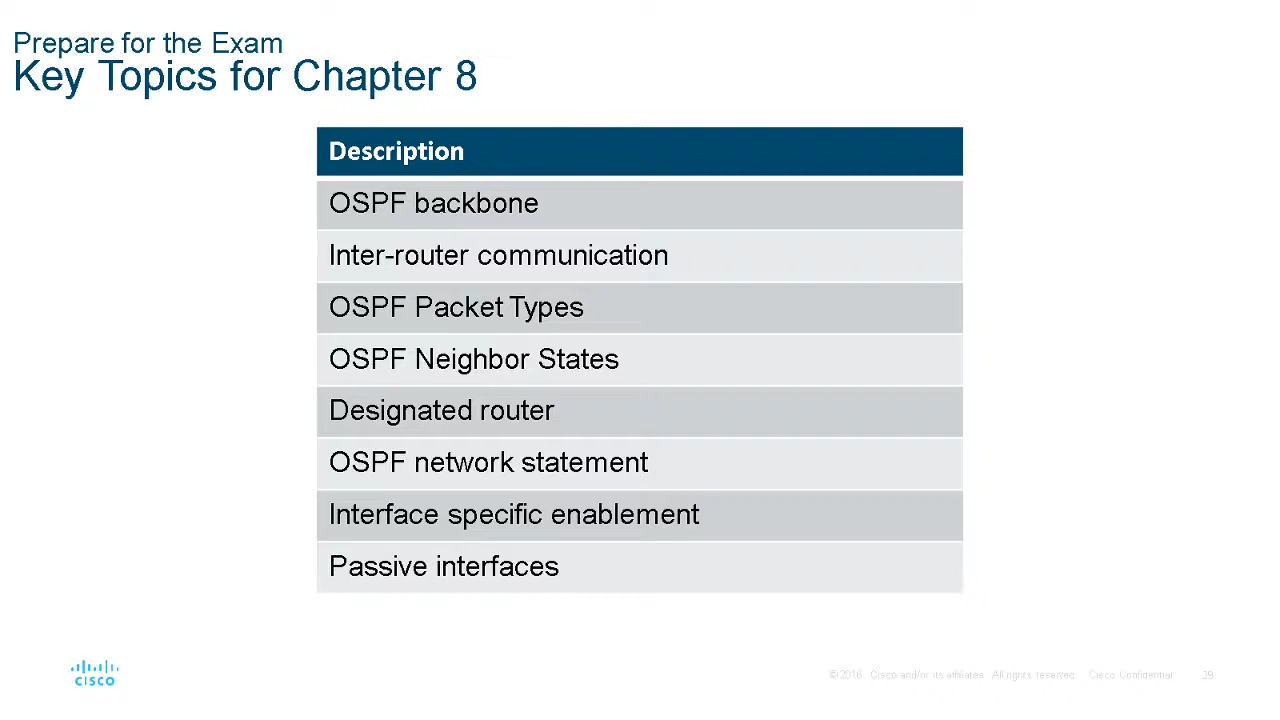 Prepare for the Exam
Key Topics for Chapter 8
Description
OSPF backbone
Inter-router communication
OSPF Packet Types
OSPF Neighbor States
Designated router
OSPF network statement
Interface specific enablement
Passive interfaces
CISCO
© 2016 Cisco and/or its affiliates. All rights reserved. Cisco Confidential
29